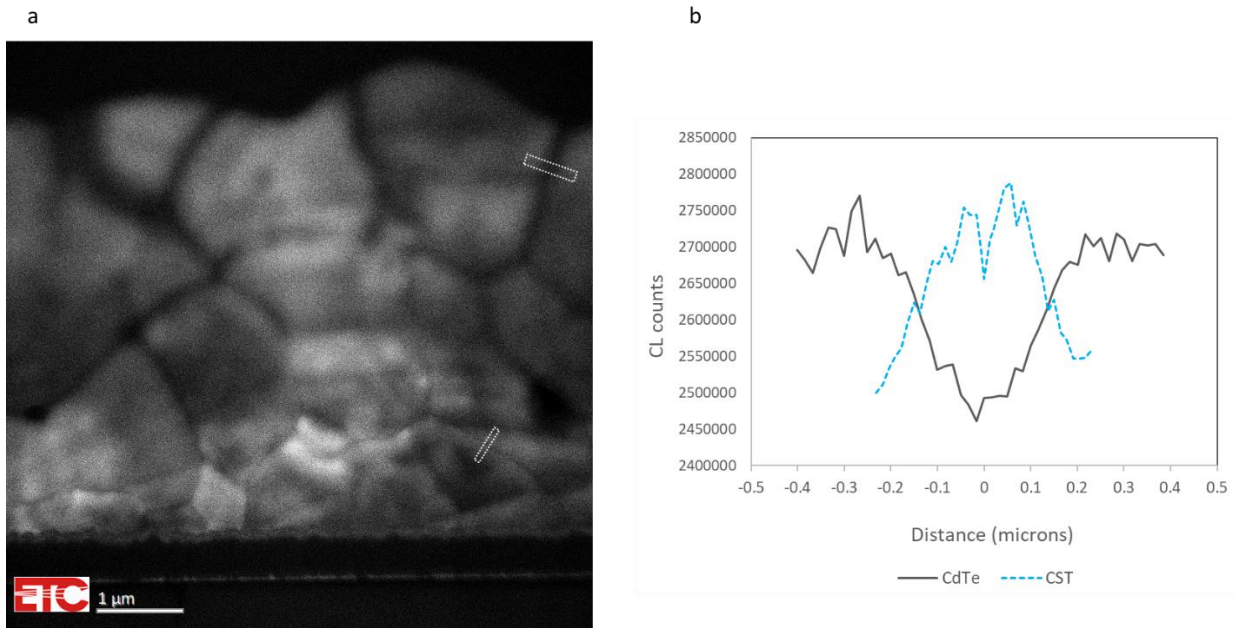 a
b
ETC
1 µm
2850000
2800000
2750000
2700000
2650000
2600000
2550000
2500000
2450000
2400000
CL counts
-0.5 -0.4 -0.3 -0.2 -0.1 0 0.1 0.2 0.3 0.4 0.5
Distance (microns)
CdTe CST